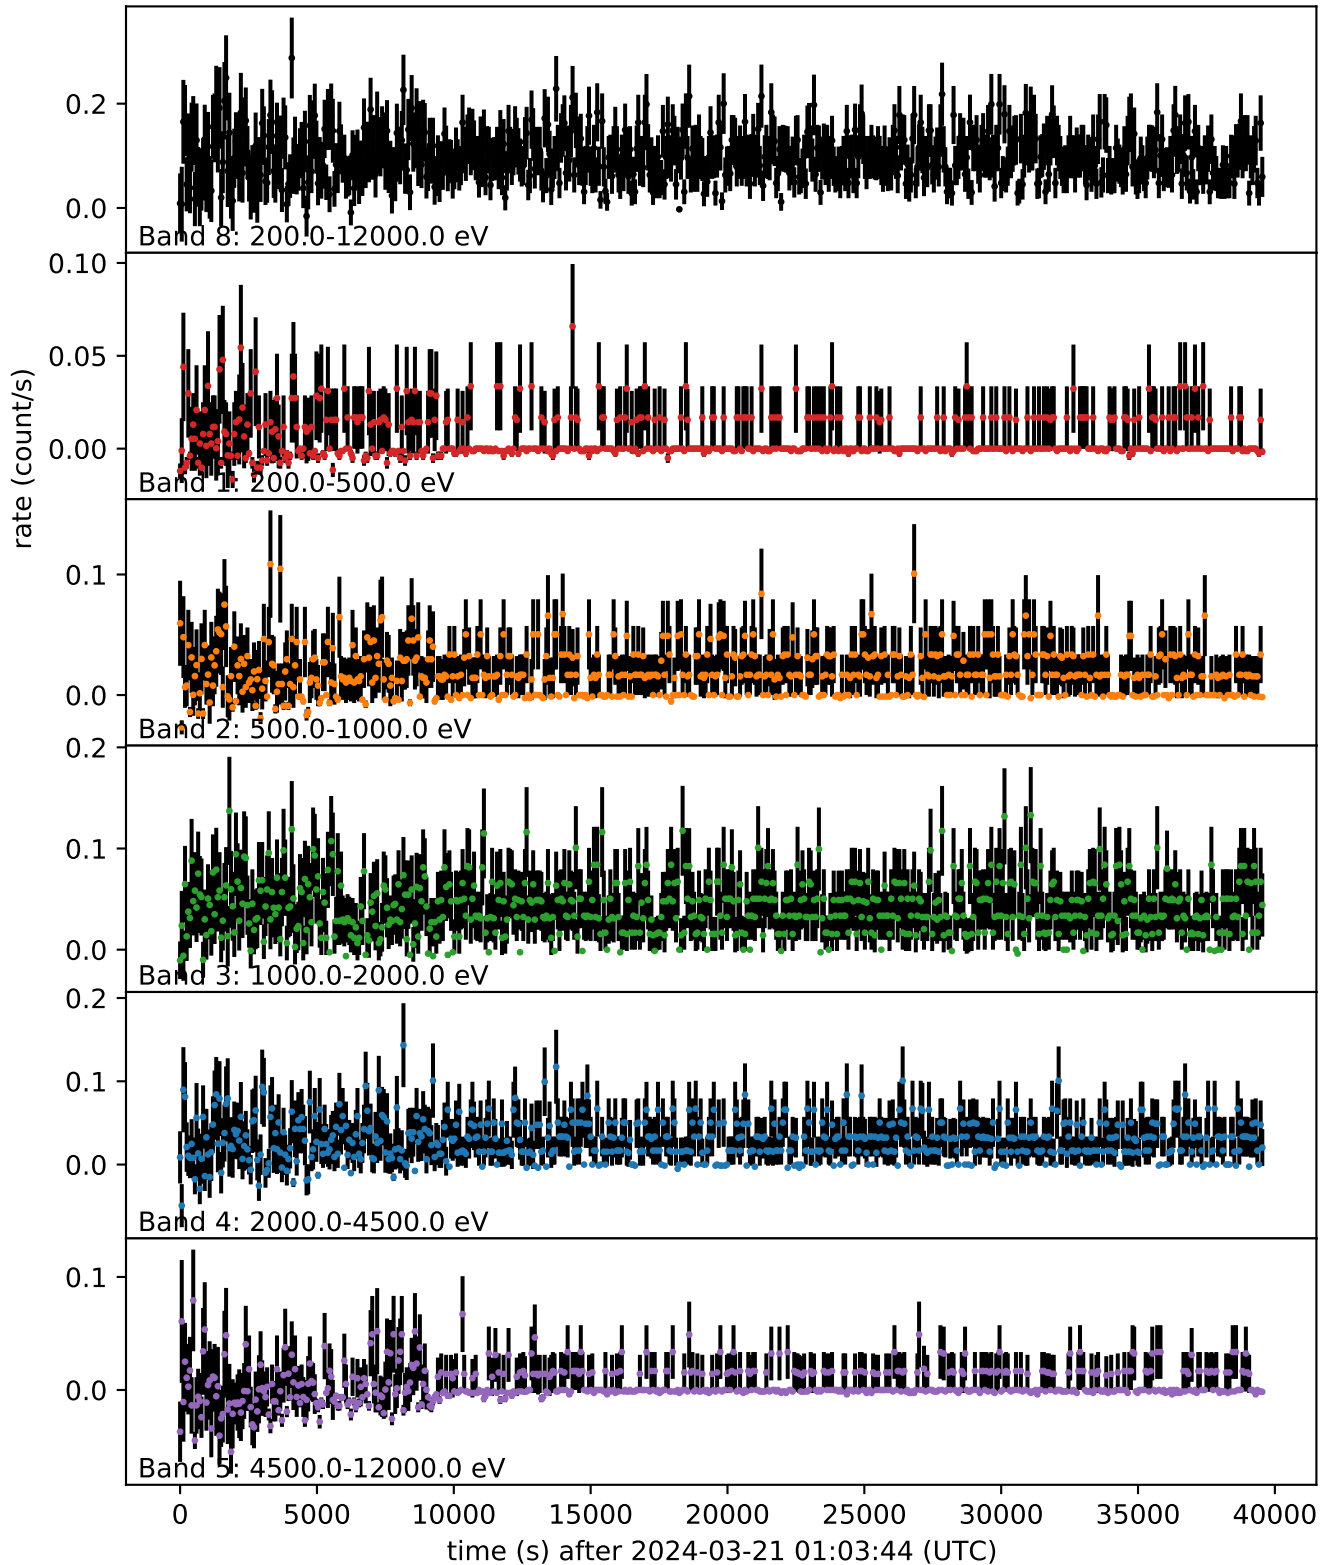 0.2
0.0
Band 8: 200.0-12000.0 eV
0.10
0.05
0.00
Band 1: 200.0-500.0 eV
rate (count/s)
0.1
0.0
Band 2: 500.0-1000.0 eV
0.2
0.1
0.0
Band 3: 1000.0-2000.0 eV
0.2
0.1
0.0
Band 4: 2000.0-4500.0 eV
0.1
0.0
Band 5: 4500.0-12000.0 eV
0 5000 10000 15000 20000 25000 30000 35000 40000
time (s) after 2024-03-21 01:03:44 (UTC)